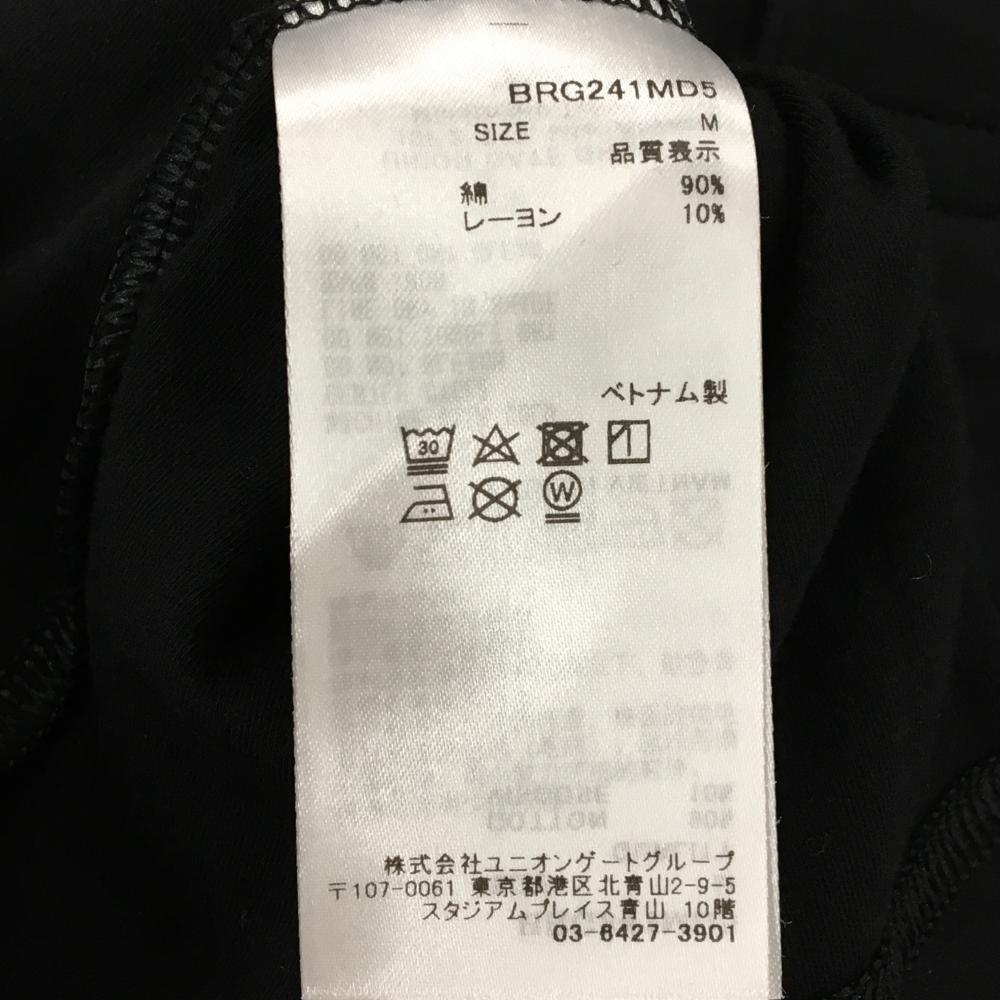 BRG241MD5
SIZE M
品質表示
綿 90%
レーヨン 10%
ベトナム製
30
W
株式会社ユニオンゲートグループ
〒107-0061 東京都港区北青山2-9-5
スタジアムプレイス青山 10階
03-6427-3901